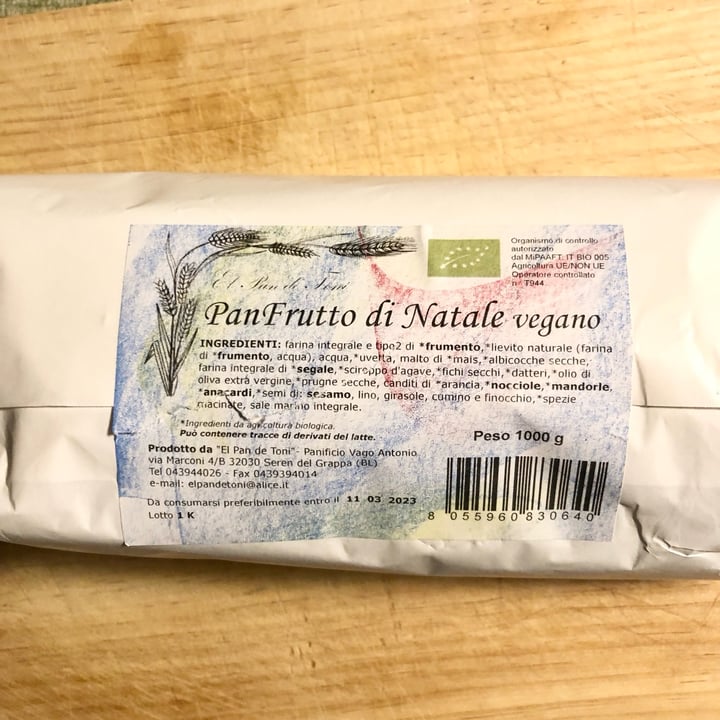 Organismo di controllo
autorizzato
dal MiPAAFT: IT BIO 005
Agricoltura UE/NON UE
Operatore controllato
n° T944
El Pan de Toni
PanFrutto di Natale vegano
INGREDIENTI: farina integrale e tipo2 di *frumento,*lievito naturale (farina
di *frumento, acqua), acqua,*uvetta, malto di *mais,*albicocche secche,
farina integrale di *segale,*sciroppo d'agave,*fichi secchi,*datteri,*olio di
oliva extra vergine,*prugne secche, canditi di *arancia,*nocciole,*mandorle,
*anacardi,*semi di: sesamo, lino, girasole, cumino e finocchio,*spezie
macinate, sale marino integrale.
*Ingredienti da agricoltura biologica.
Può contenere tracce di derivati del latte.
Peso 1000 g
Prodotto da "El Pan de Toni"- Panificio Vago Antonio
via Marconi 4/B 32030 Seren del Grappa (BL)
Tel 043944026 - Fax 0439394014
e-mail: elpandetoni@alice.it
Da consumarsi preferibilmente entro il 11 03 2023
Lotto 1 K
8 055960 830640